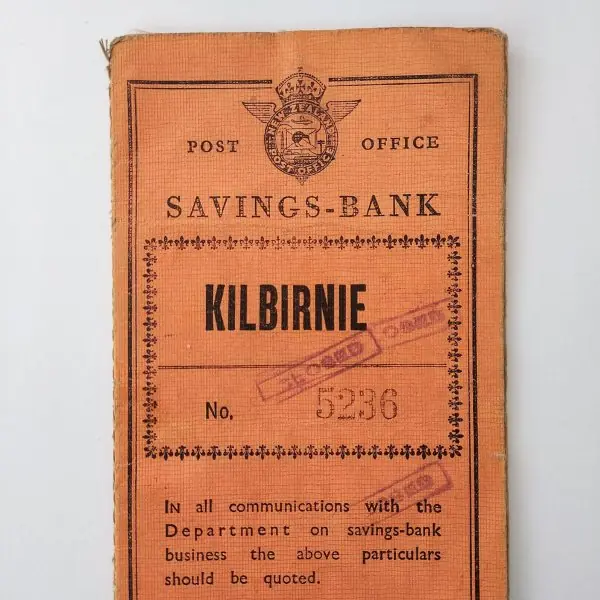 POST OFFICE
SAVINGS-BANK
KILBIRNIE
No. 5236
IN all communications with the
Department on savings-bank
business the above particulars
should be quoted.